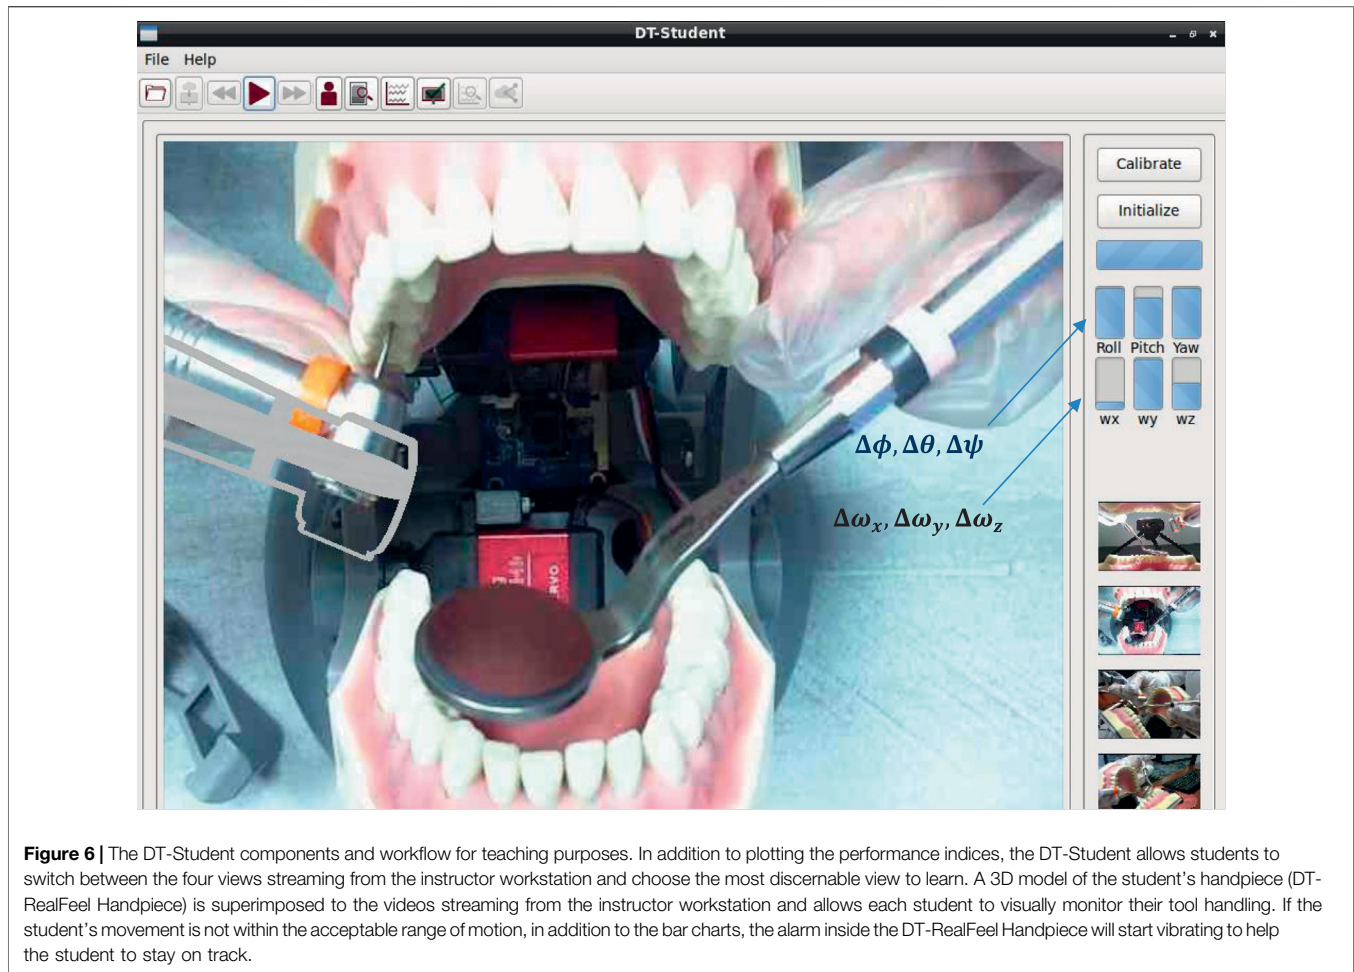 DT-Student
File Help
Calibrate
Initialize
Roll Pitch Yaw
wx wy wz
Δϕ, Δθ, Δψ
Δω_x, Δω_y, Δω_z
RVO
Figure 6 | The DT-Student components and workflow for teaching purposes. In addition to plotting the performance indices, the DT-Student allows students to
switch between the four views streaming from the instructor workstation and choose the most discernable view to learn. A 3D model of the student's handpiece (DT-
RealFeel Handpiece) is superimposed to the videos streaming from the instructor workstation and allows each student to visually monitor their tool handling. If the
student's movement is not within the acceptable range of motion, in addition to the bar charts, the alarm inside the DT-RealFeel Handpiece will start vibrating to help
the student to stay on track.